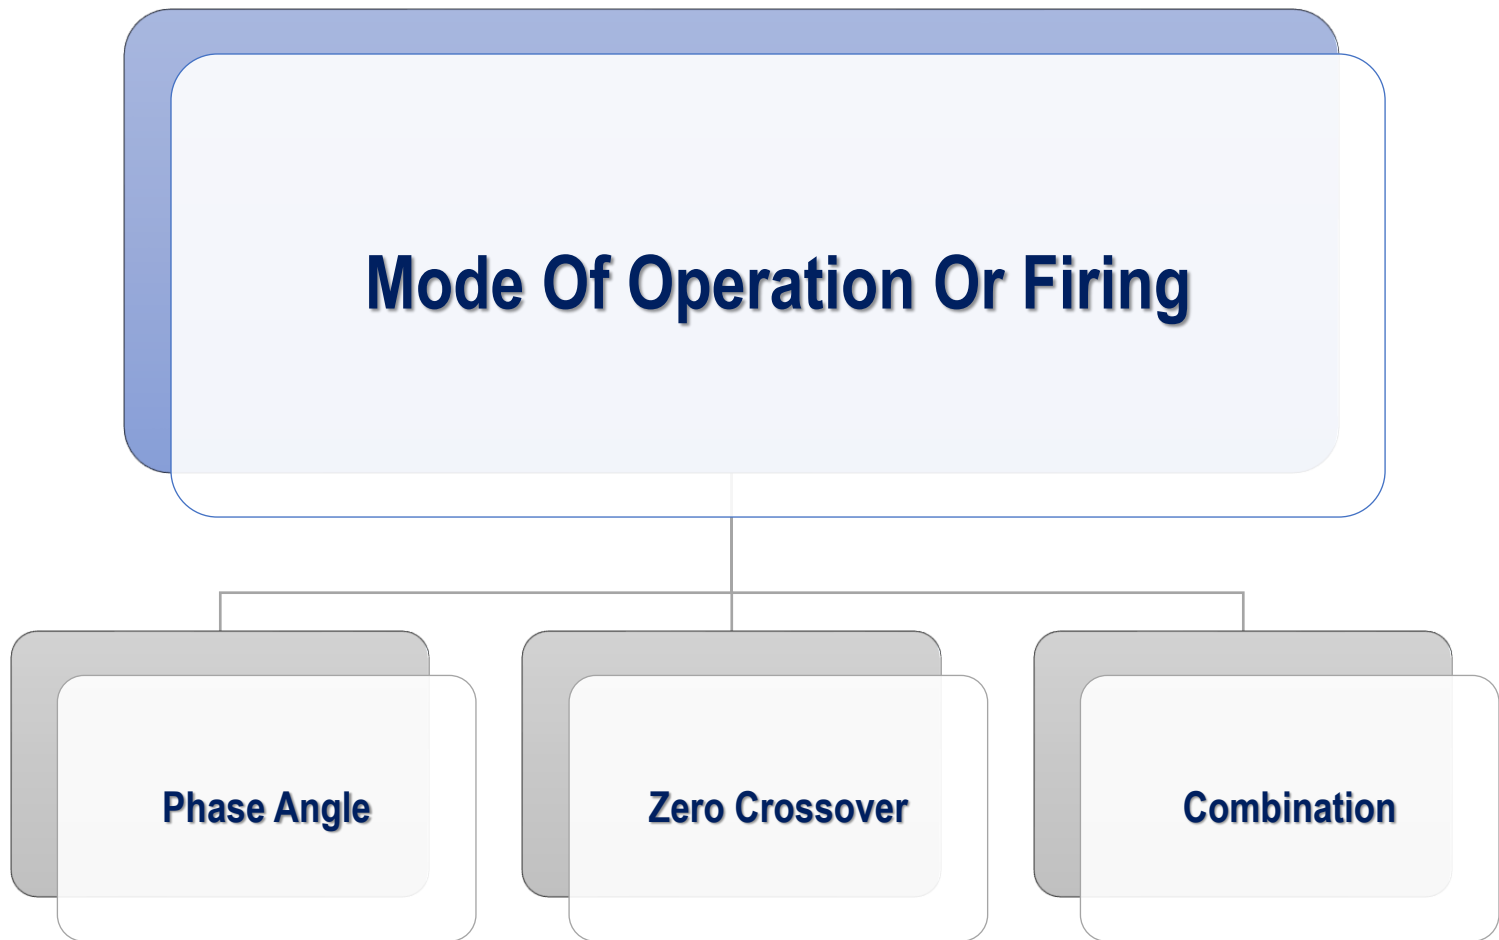 Mode Of Operation Or Firing
Phase Angle
Zero Crossover
Combination